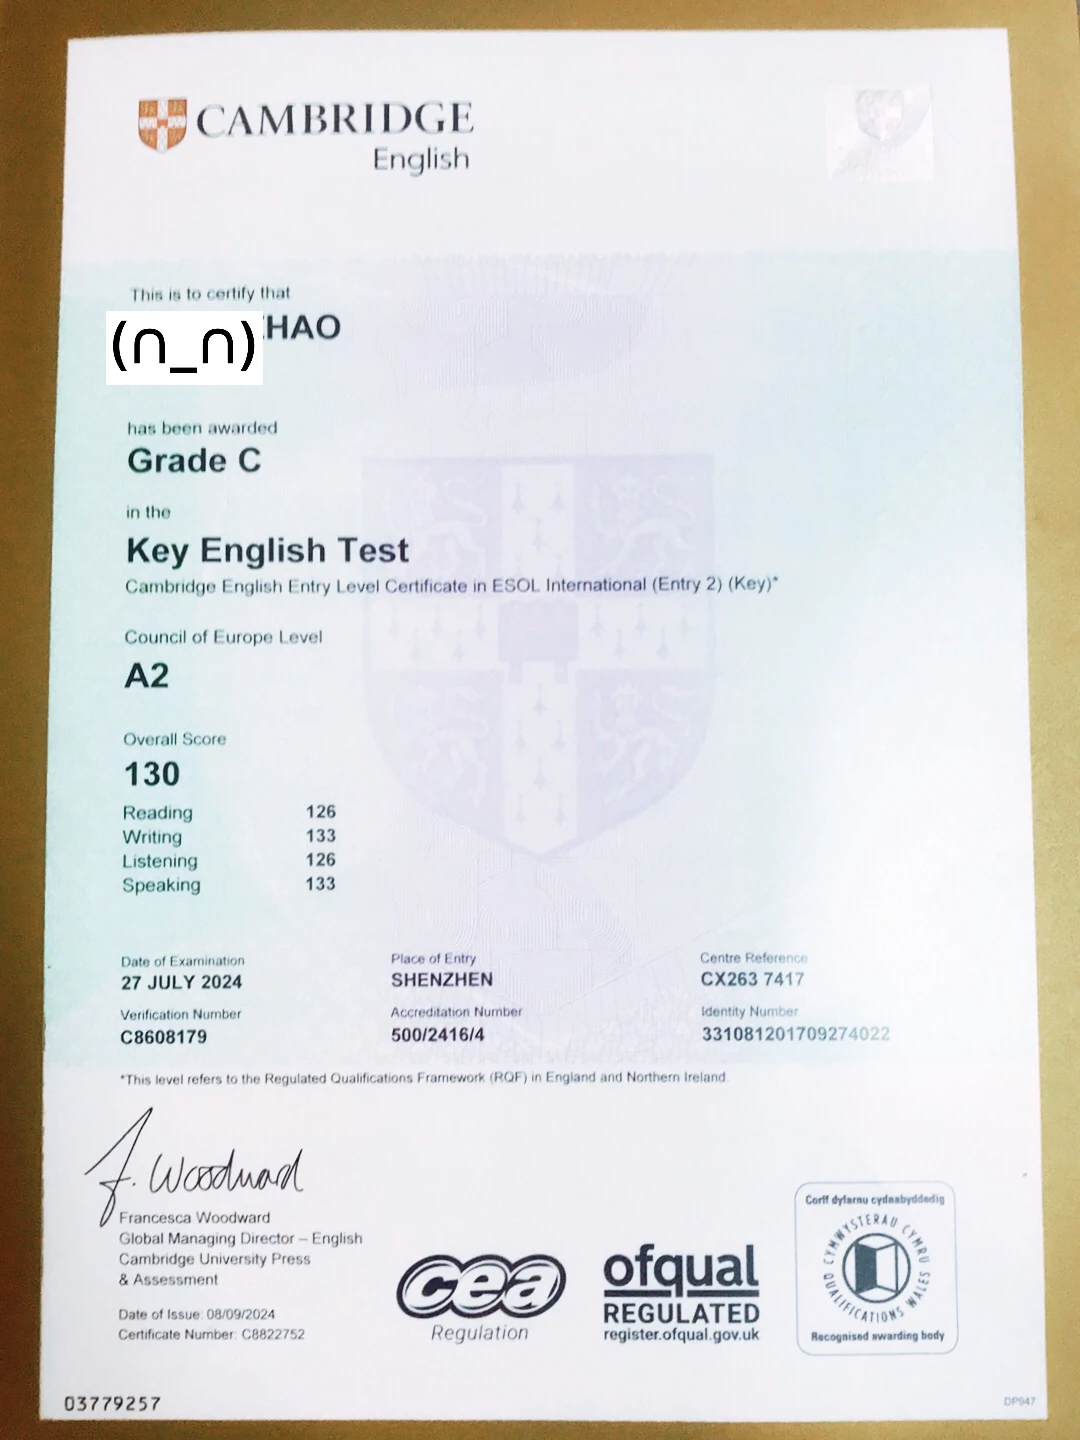 CAMBRIDGE
English
This is to certify that
(∩_∩) HAO
has been awarded
Grade C
in the
Key English Test
Cambridge English Entry Level Certificate in ESOL International (Entry 2) (Key)*
Council of Europe Level
A2
Overall Score
130
Reading 126
Writing 133
Listening 126
Speaking 133
Date of Examination Place of Entry Centre Reference
27 JULY 2024 SHENZHEN CX263 7417
Verification Number Accreditation Number Identity Number
C8608179 500/2416/4 331081201709274022
*This level refers to the Regulated Qualifications Framework (RQF) in England and Northern Ireland.
F. Woodward
Francesca Woodward
Global Managing Director – English
Cambridge University Press
& Assessment
Date of Issue: 08/09/2024
Certificate Number: C8822752
cea
Regulation
ofqual
REGULATED
register.ofqual.gov.uk
Corff dyfarnu cydnabyddedig
CYMWYSTERAU CYMRU
QUALIFICATIONS WALES
Recognised awarding body
03779257
DP947